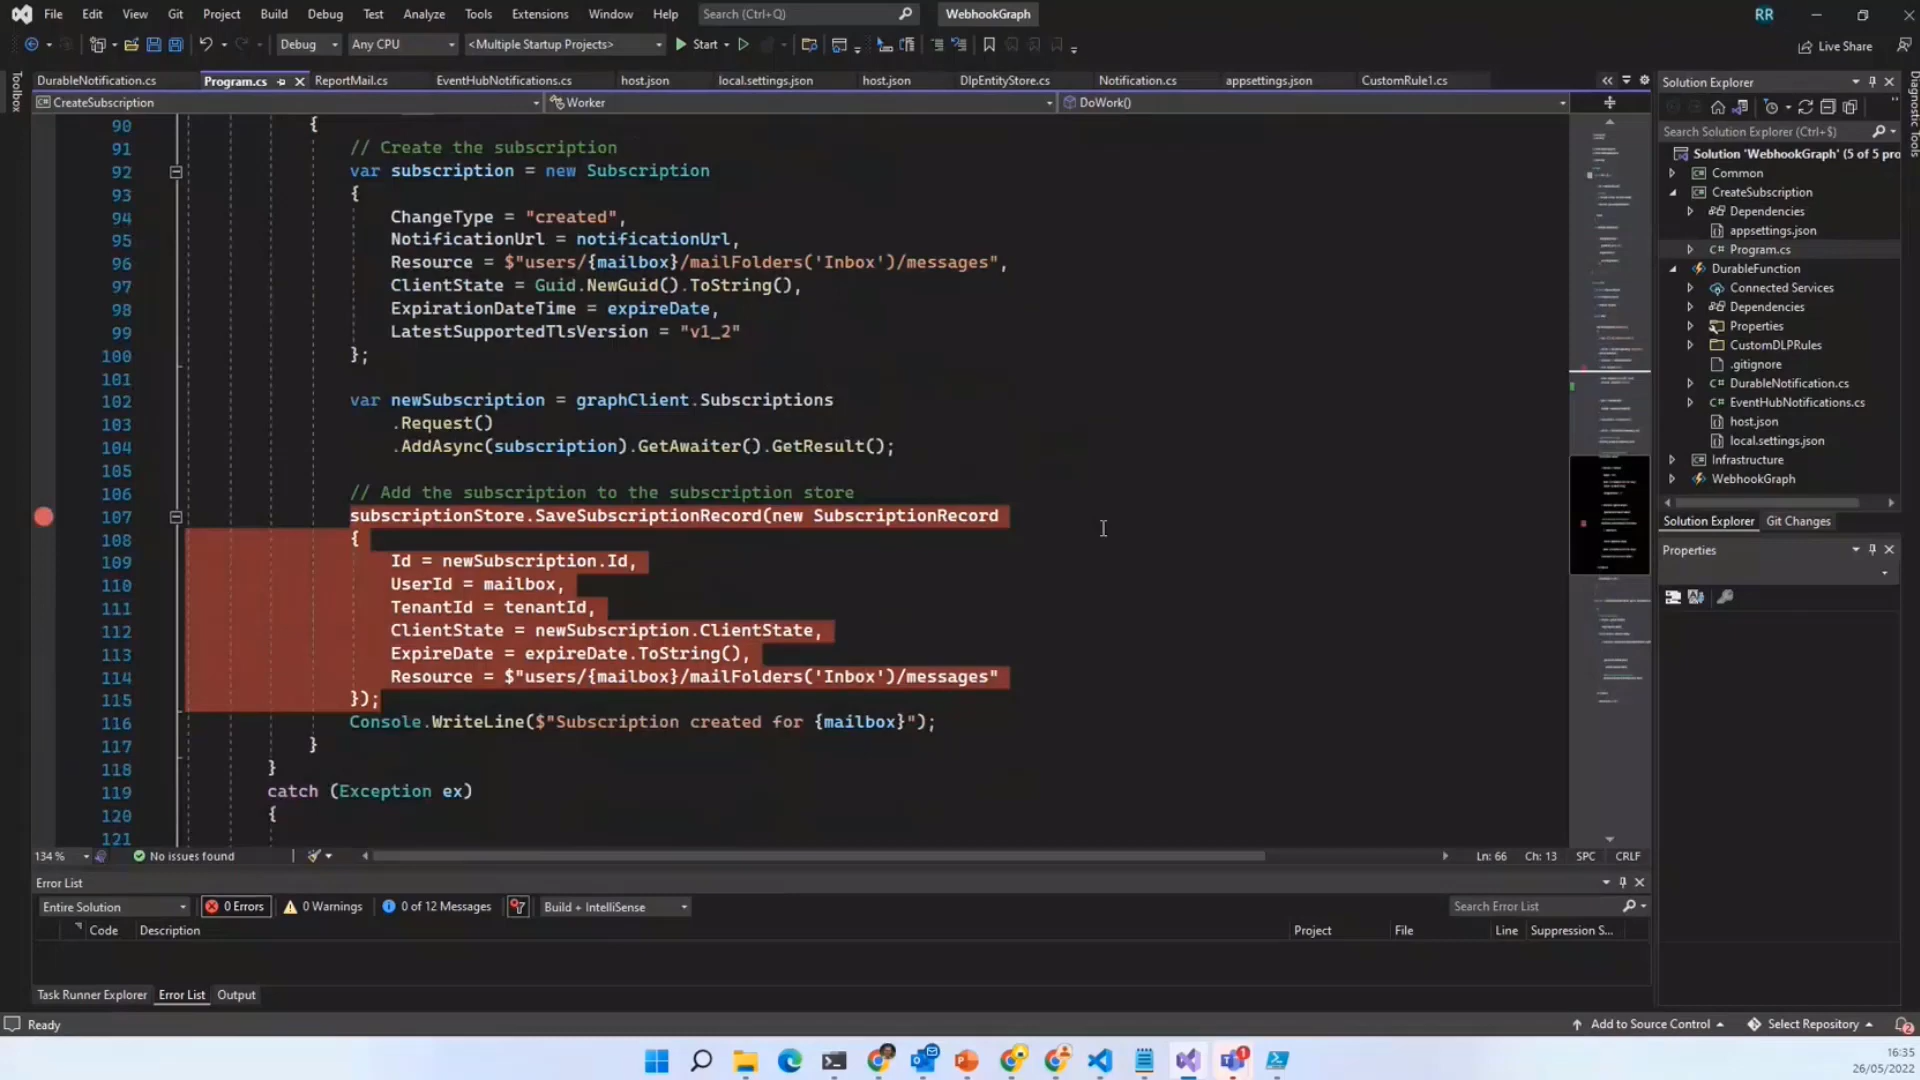 File Edit View Git Project Build Debug Test Analyze Tools Extensions Window Help Search (Ctrl+Q) WebhookGraph RR
Debug Any CPU <Multiple Startup Projects> Start Live Share
Toolbox
DurableNotification.cs Program.cs ReportMail.cs EventHubNotifications.cs host.json local.settings.json host.json DlpEntityStore.cs Notification.cs appsettings.json CustomRule1.cs
CreateSubscription Worker DoWork()
90 {
91 // Create the subscription
92 var subscription = new Subscription
93 {
94 ChangeType = "created",
95 NotificationUrl = notificationUrl,
96 Resource = $"users/{mailbox}/mailFolders('Inbox')/messages",
97 ClientState = Guid.NewGuid().ToString(),
98 ExpirationDateTime = expireDate,
99 LatestSupportedTlsVersion = "v1_2"
100 };
101
102 var newSubscription = graphClient.Subscriptions
103 .Request()
104 .AddAsync(subscription).GetAwaiter().GetResult();
105
106 // Add the subscription to the subscription store
107 subscriptionStore.SaveSubscriptionRecord(new SubscriptionRecord
108 {
109 Id = newSubscription.Id,
110 UserId = mailbox,
111 TenantId = tenantId,
112 ClientState = newSubscription.ClientState,
113 ExpireDate = expireDate.ToString(),
114 Resource = $"users/{mailbox}/mailFolders('Inbox')/messages"
115 });
116 Console.WriteLine($"Subscription created for {mailbox}");
117 }
118 }
119 catch (Exception ex)
120 {
121
134 % No issues found Ln: 66 Ch: 13 SPC CRLF
Solution Explorer
Search Solution Explorer (Ctrl+$)
Solution 'WebhookGraph' (5 of 5 pro
Common
CreateSubscription
Dependencies
appsettings.json
C# Program.cs
DurableFunction
Connected Services
Dependencies
Properties
CustomDLPRules
.gitignore
C# DurableNotification.cs
C# EventHubNotifications.cs
host.json
local.settings.json
Infrastructure
WebhookGraph
Solution Explorer Git Changes
Properties
Diagnostic Tools
Error List
Entire Solution 0 Errors 0 Warnings 0 of 12 Messages Build + IntelliSense Search Error List
Code Description Project File Line Suppression S...
Task Runner Explorer Error List Output
Ready Add to Source Control Select Repository 2
1
16:35
26/05/2022